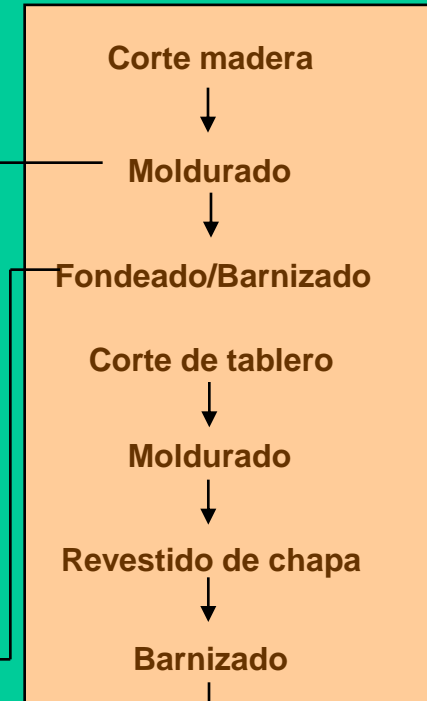 Corte madera
Moldurado
Fondeado/Barnizado
Corte de tablero
Moldurado
Revestido de chapa
Barnizado